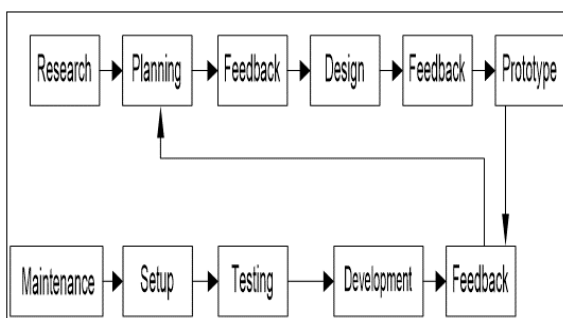 Research
Planning
Feedback
Design
Feedback
Prototype
Maintenance
Setup
Testing
Development
Feedback